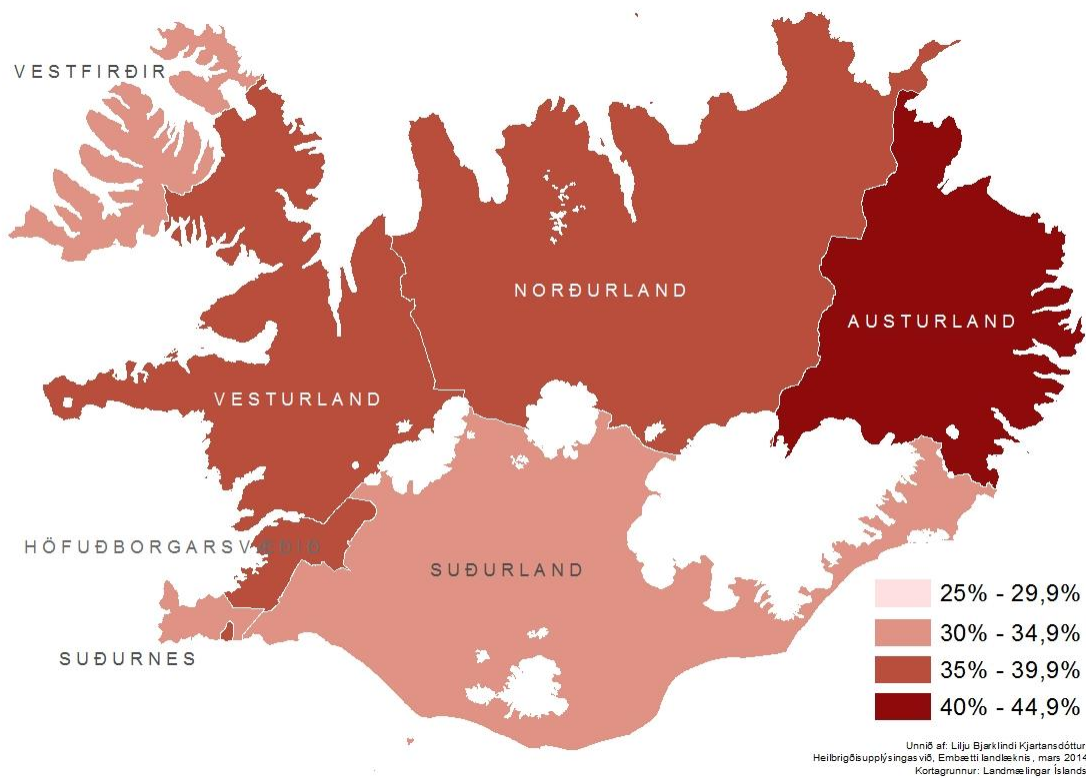 VESTFIRÐIR
NORÐURLAND
AUSTURLAND
VESTURLAND
HÖFUÐBORGARSVÆÐIÐ
SUÐURLAND
SUÐURNES
25% - 29,9%
30% - 34,9%
35% - 39,9%
40% - 44,9%
Unnið af: Lilju Bjarklindi Kjartansdóttur
Heilbrigðisupplýsingasvið, Embætti landlæknis, mars 2014
Kortagrunnur: Landmælingar Íslands